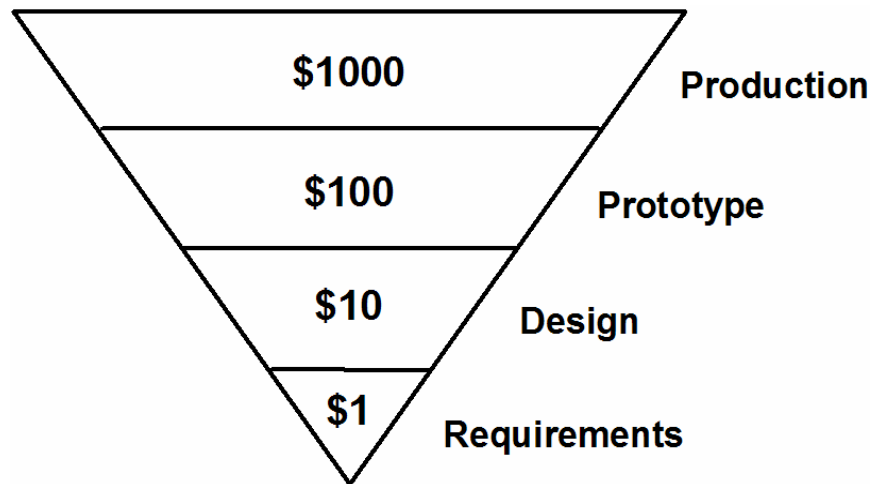 $1000
Production
$100
Prototype
$10
Design
$1
Requirements